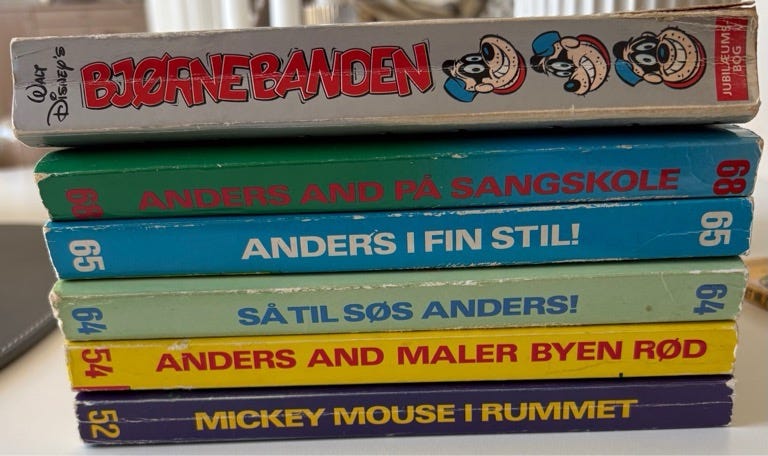 Walt
Disney's
BJØRNEBANDEN
JUBILÆUMS-
BOG
68 ANDERS AND PÅ SANGSKOLE 68
65 ANDERS I FIN STIL! 65
64 SÅ TIL SØS ANDERS! 64
54 ANDERS AND MALER BYEN RØD
52 MICKEY MOUSE I RUMMET